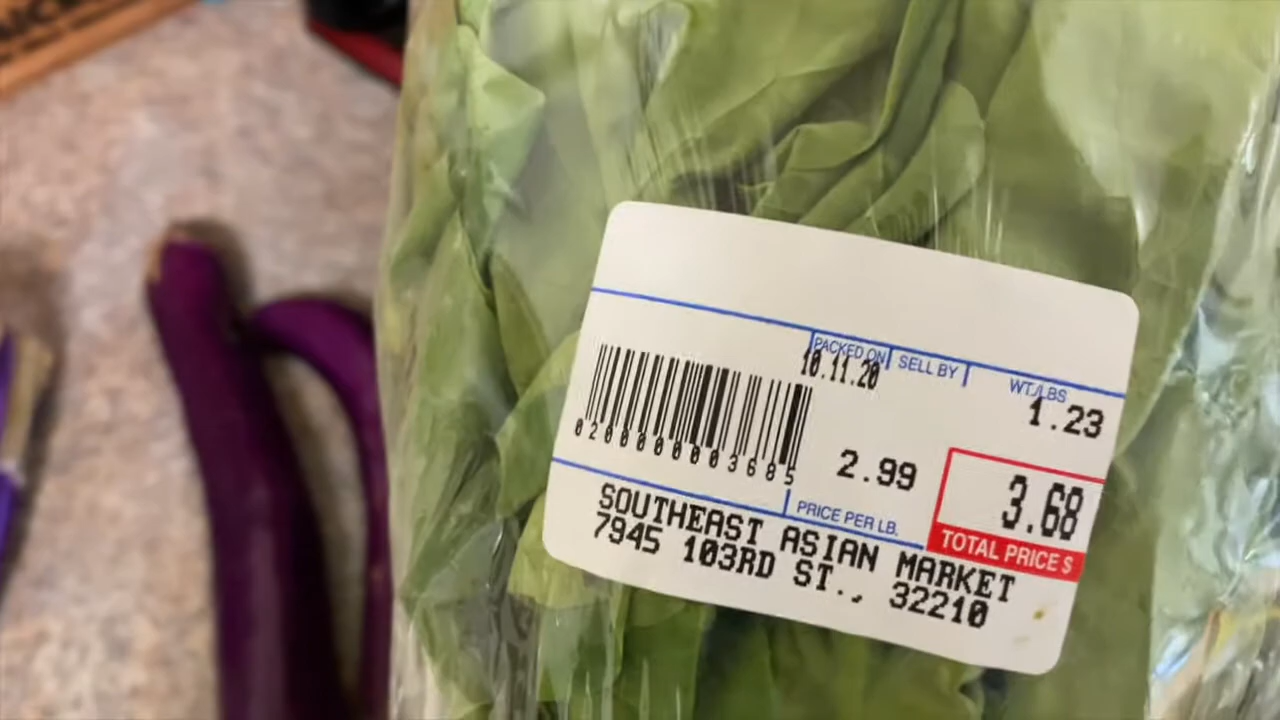 PACKED ON SELL BY WT/LBS
10.11.20 1.23
0200000003685
2.99 3.68
PRICE PER LB. TOTAL PRICE $
SOUTHEAST ASIAN MARKET
7945 103RD ST., 32210